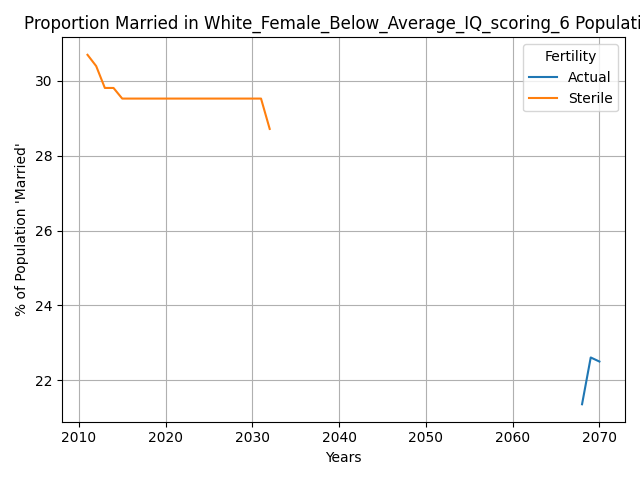 Proportion Married in White_Female_Below_Average_IQ_scoring_6 Populati
Fertility
Actual
Sterile
% of Population 'Married'
30
28
26
24
22
2010 2020 2030 2040 2050 2060 2070
Years